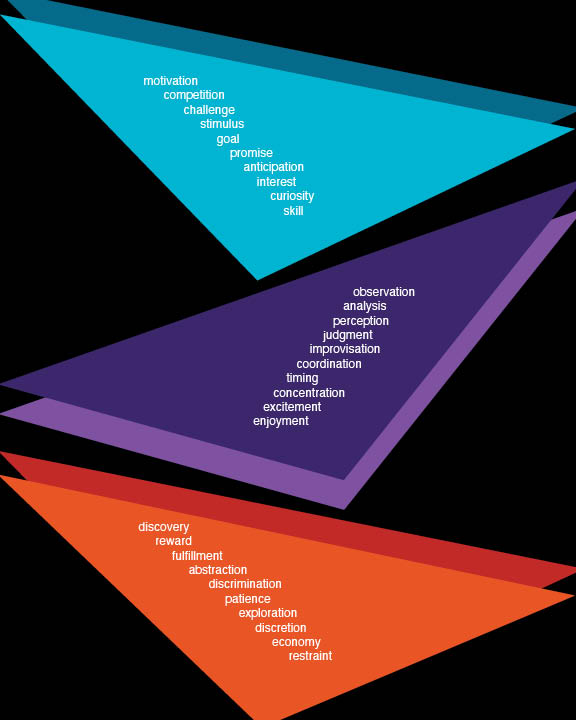 motivation
competition
challenge
stimulus
goal
promise
anticipation
interest
curiosity
skill
observation
analysis
perception
judgment
improvisation
coordination
timing
concentration
excitement
enjoyment
discovery
reward
fulfillment
abstraction
discrimination
patience
exploration
discretion
economy
restraint